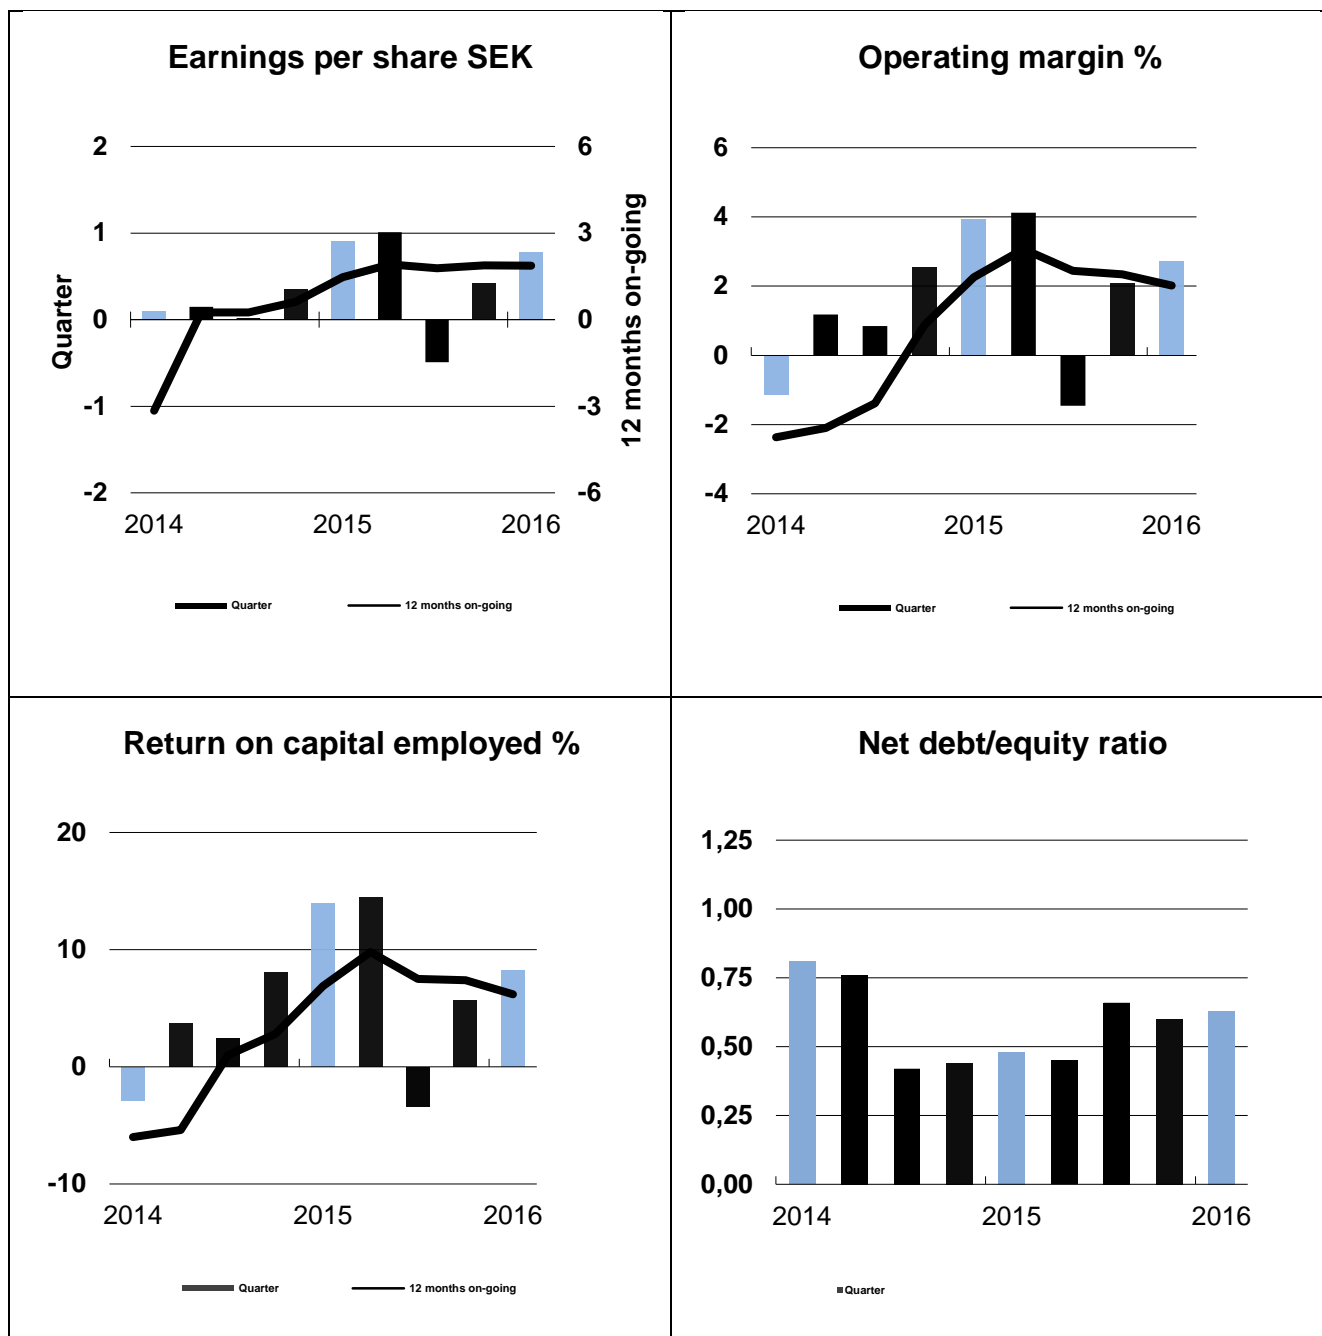 Earnings per share SEK
2
1
0
-1
-2
Quarter
6
3
0
-3
-6
12 months on-going
2014
2015
2016
Quarter
12 months on-going
Operating margin %
6
4
2
0
-2
-4
2014
2015
2016
Quarter
12 months on-going
Return on capital employed %
20
10
0
-10
2014
2015
2016
Quarter
12 months on-going
Net debt/equity ratio
1,25
1,00
0,75
0,50
0,25
0,00
2014
2015
2016
Quarter